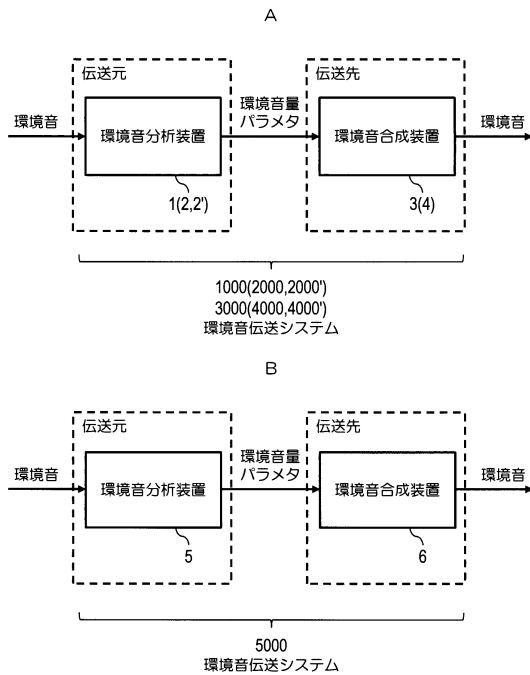 A
伝送元
伝送先
環境音
環境音分析装置
環境音量
パラメタ
環境音合成装置
環境音
1(2,2')
3(4)
1000(2000,2000')
3000(4000,4000')
環境音伝送システム
B
伝送元
伝送先
環境音
環境音分析装置
環境音量
パラメタ
環境音合成装置
環境音
5
6
5000
環境音伝送システム